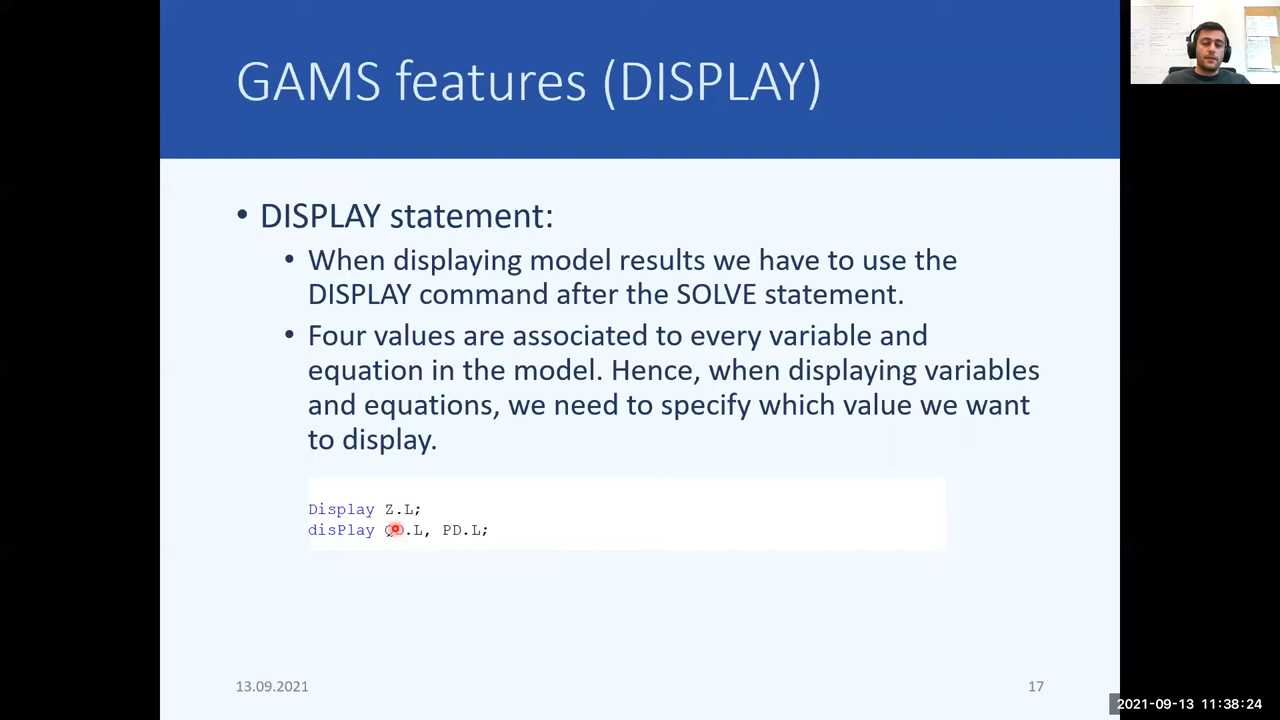 GAMS features (DISPLAY)
• DISPLAY statement:
• When displaying model results we have to use the
DISPLAY command after the SOLVE statement.
• Four values are associated to every variable and
equation in the model. Hence, when displaying variables
and equations, we need to specify which value we want
to display.
Display Z.L;
disPlay .L, PD.L;
13.09.2021
17
2021-09-13 11:38:24